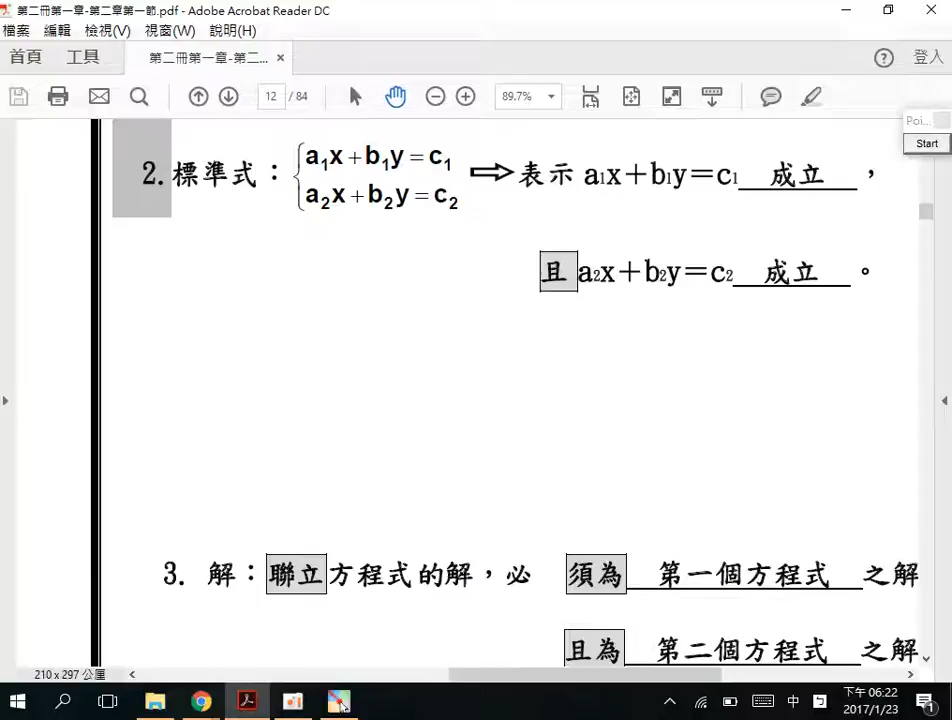 第二冊第一章-第二章第一節.pdf - Adobe Acrobat Reader DC
檔案 編輯 檢視(V) 視窗(W) 說明(H)
首頁 工具 第二冊第一章-第二... × ? 登入
12 / 84 89.7%
Poi...
Start
2. 標準式： a₁x + b₁y = c₁ ⇒ 表示 a₁x＋b₁y＝c₁ 成立 ，
a₂x + b₂y = c₂
且 a₂x＋b₂y＝c₂ 成立 。
3. 解：聯立方程式的解，必 須為 第一個方程式 之解
且為 第二個方程式 之解
210 x 297 公厘
中 下午 06:22
2017/1/23 1